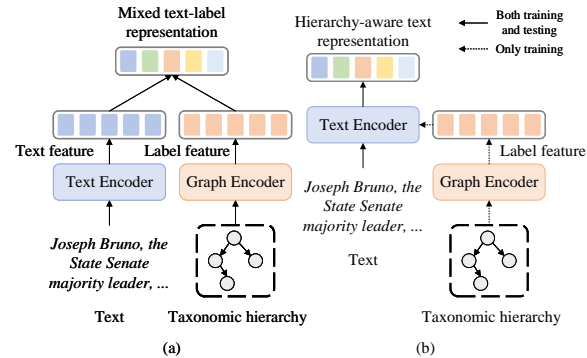 Mixed text-label
representation
Text feature
Label feature
Text Encoder
Graph Encoder
Joseph Bruno, the
State Senate
majority leader, ...
Text
Taxonomic hierarchy
(a)
Hierarchy-aware text
representation
Both training
and testing
Only training
Text Encoder
Label feature
Graph Encoder
Joseph Bruno, the
State Senate
majority leader, ...
Text
Taxonomic hierarchy
(b)